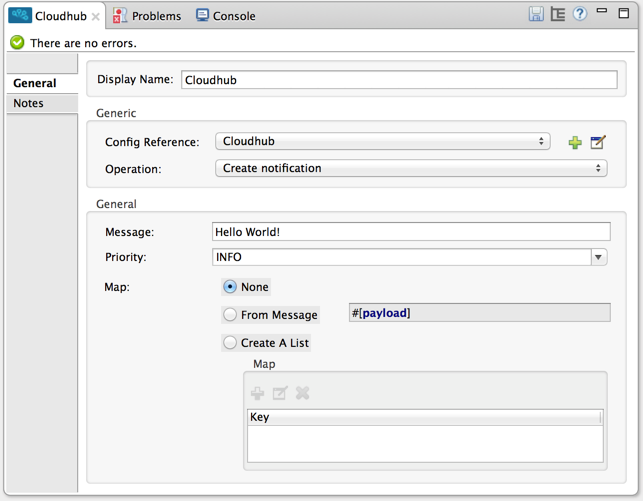 Cloudhub
Problems
Console
There are no errors.
General
Notes
Display Name: Cloudhub
Generic
Config Reference: Cloudhub
Operation: Create notification
General
Message: Hello World!
Priority: INFO
Map: None
From Message #[payload]
Create A List
Map
Key